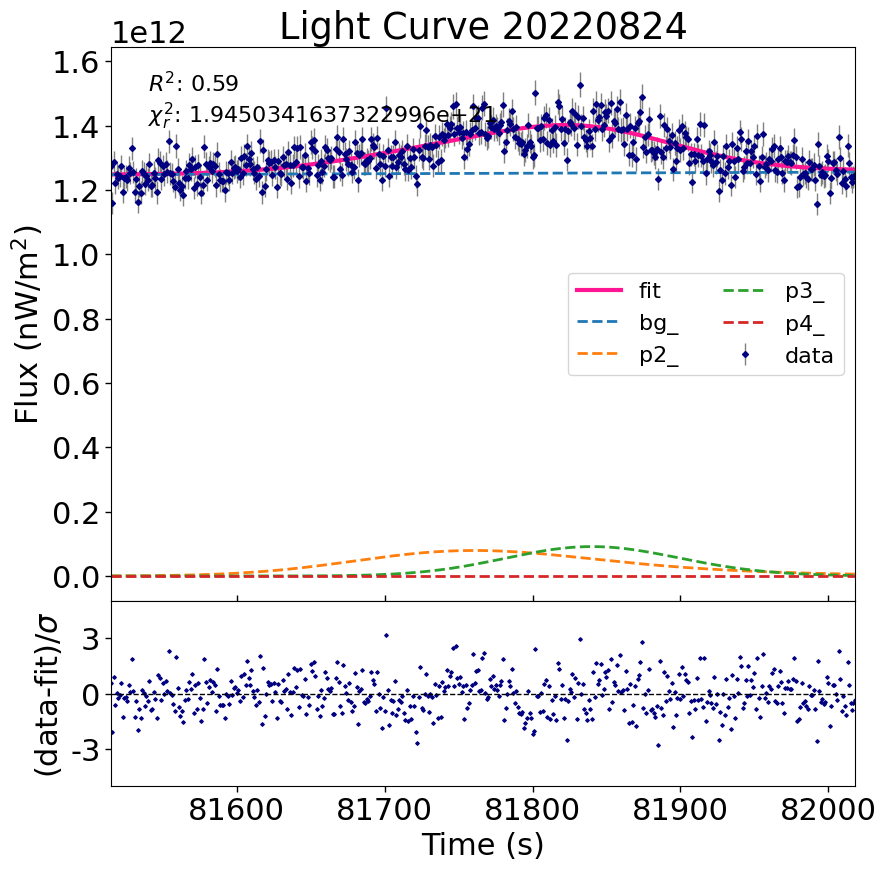 Light Curve 20220824
1e12
R²: 0.59
χ²ᵣ: 1.9450341637322996e+21
1.6
1.4
1.2
1.0
0.8
0.6
0.4
0.2
0.0
Flux (nW/m²)
fit
bg_
p2_
p3_
p4_
data
3
0
-3
(data-fit)/σ
81600 81700 81800 81900 82000
Time (s)